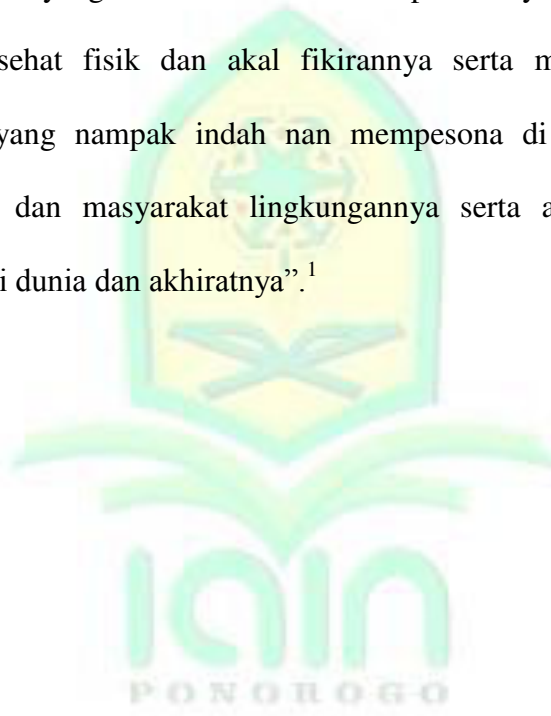 sehat fisik dan akal fikirannya serta
yang nampak indah nan mempesona di
dan masyarakat lingkungannya serta
i dunia dan akhiratnya”.1
iain
PONOROGO